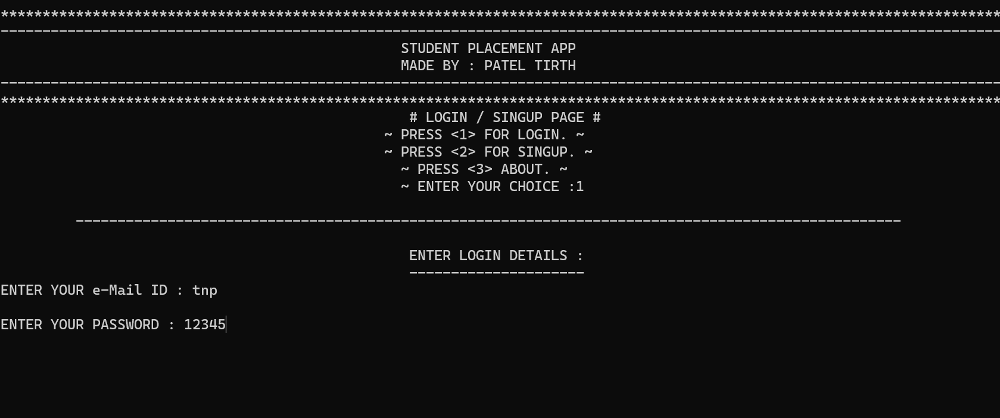 ************************************************************************************************************************
------------------------------------------------------------------------------------------------------------------------
STUDENT PLACEMENT APP
MADE BY : PATEL TIRTH
------------------------------------------------------------------------------------------------------------------------
************************************************************************************************************************
# LOGIN / SINGUP PAGE #
~ PRESS <1> FOR LOGIN. ~
~ PRESS <2> FOR SINGUP. ~
~ PRESS <3> ABOUT. ~
~ ENTER YOUR CHOICE :1
---------------------------------------------------------------------------------------------------
ENTER LOGIN DETAILS :
---------------------
ENTER YOUR e-Mail ID : tnp
ENTER YOUR PASSWORD : 12345